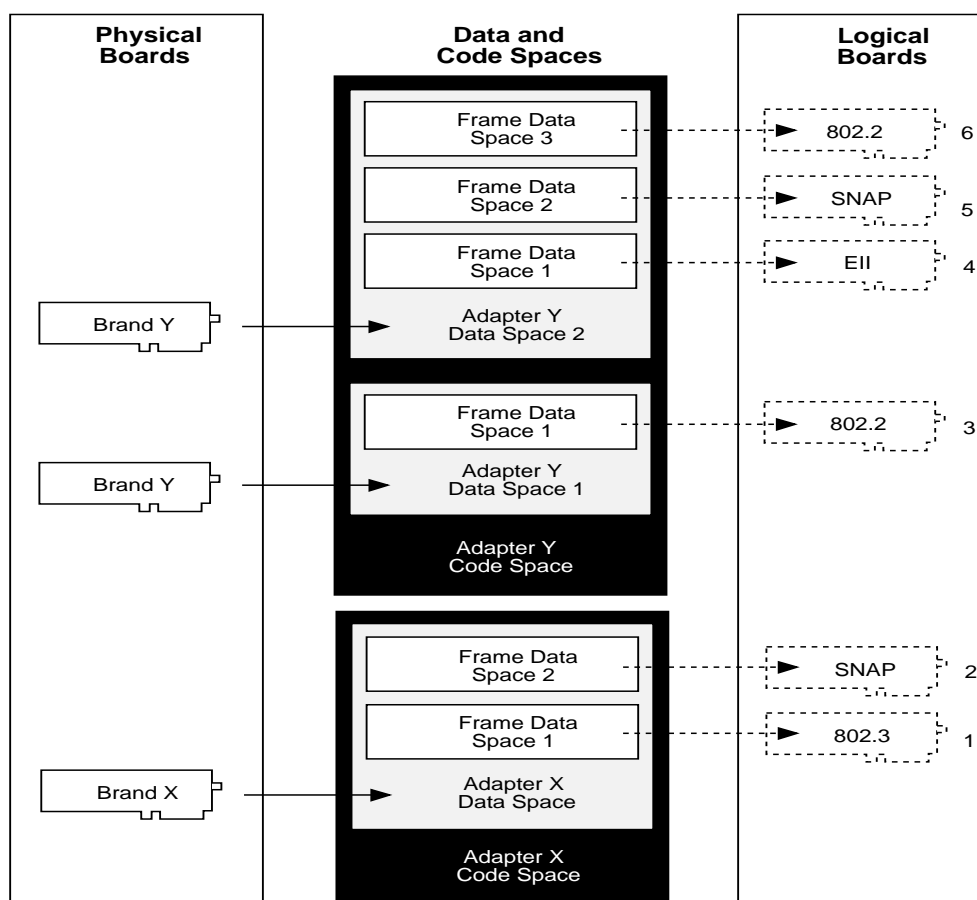 Physical
Boards
Data and
Code Spaces
Logical
Boards
Frame Data
Space 3
802.2
6
Frame Data
Space 2
SNAP
5
Frame Data
Space 1
EII
4
Brand Y
Adapter Y
Data Space 2
Frame Data
Space 1
802.2
3
Brand Y
Adapter Y
Data Space 1
Adapter Y
Code Space
Frame Data
Space 2
SNAP
2
Frame Data
Space 1
802.3
1
Brand X
Adapter X
Data Space
Adapter X
Code Space